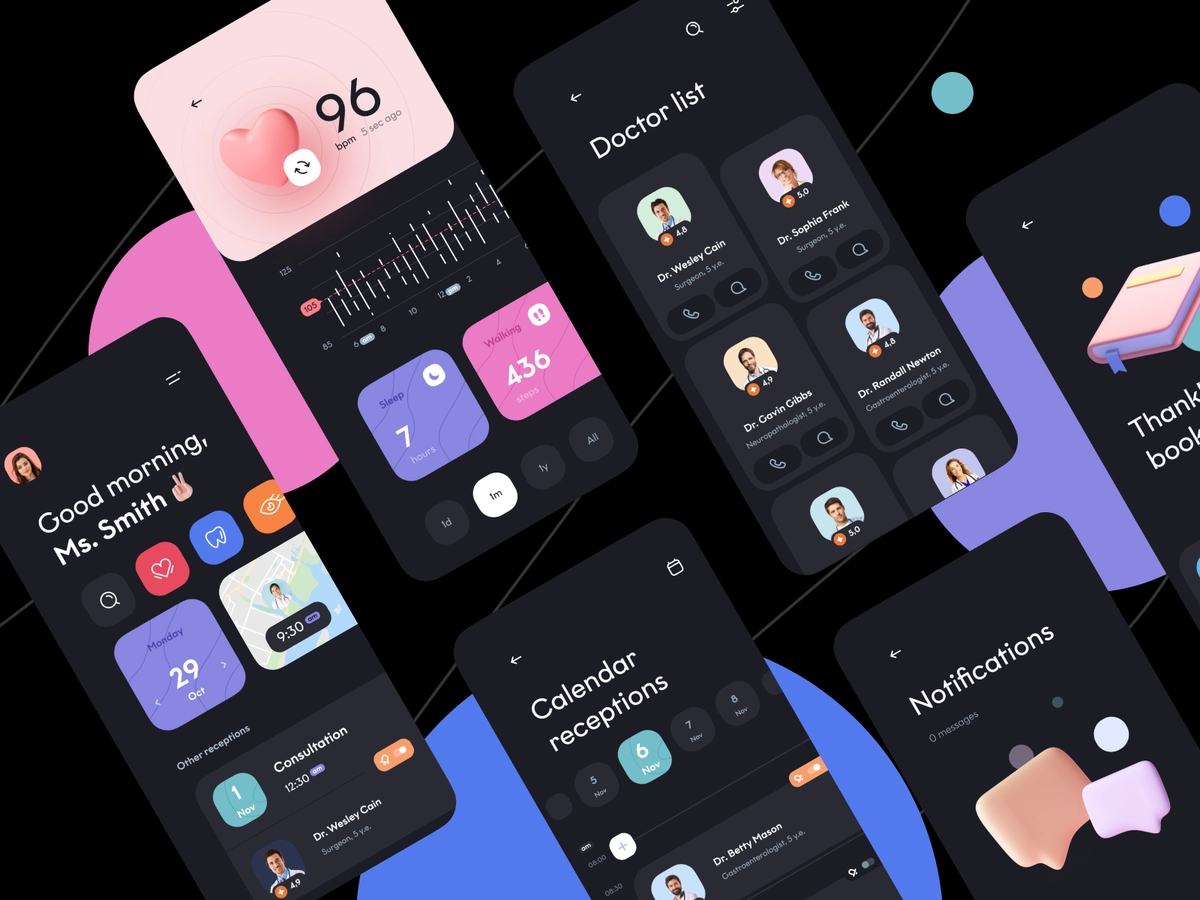 96
bpm 5 sec ago
125
105
85
6 am 8 10 12 pm 2 4
Sleep
7
hours
Walking
436
steps
1d 1m 1y All
Doctor list
4,8
Dr. Wesley Cain
Surgeon, 5 y.e.
5,0
Dr. Sophia Frank
Surgeon, 5 y.e.
4,9
Dr. Gavin Gibbs
Neuropathologist, 5 y.e.
4,8
Dr. Randall Newton
Gastroenterologist, 5 y.e.
5,0
Good morning,
Ms. Smith
Monday
29
Oct
9:30 am
Other receptions
1
Nov
Consultation
12:30 am
Dr. Wesley Cain
Surgeon, 5 y.e.
4,9
Calendar
receptions
5
Nov
6
Nov
7
Nov
8
Nov
am
08:00
08:30
Dr. Betty Mason
Gastroenterologist, 5 y.e.
Thank
book
Notifications
0 messages